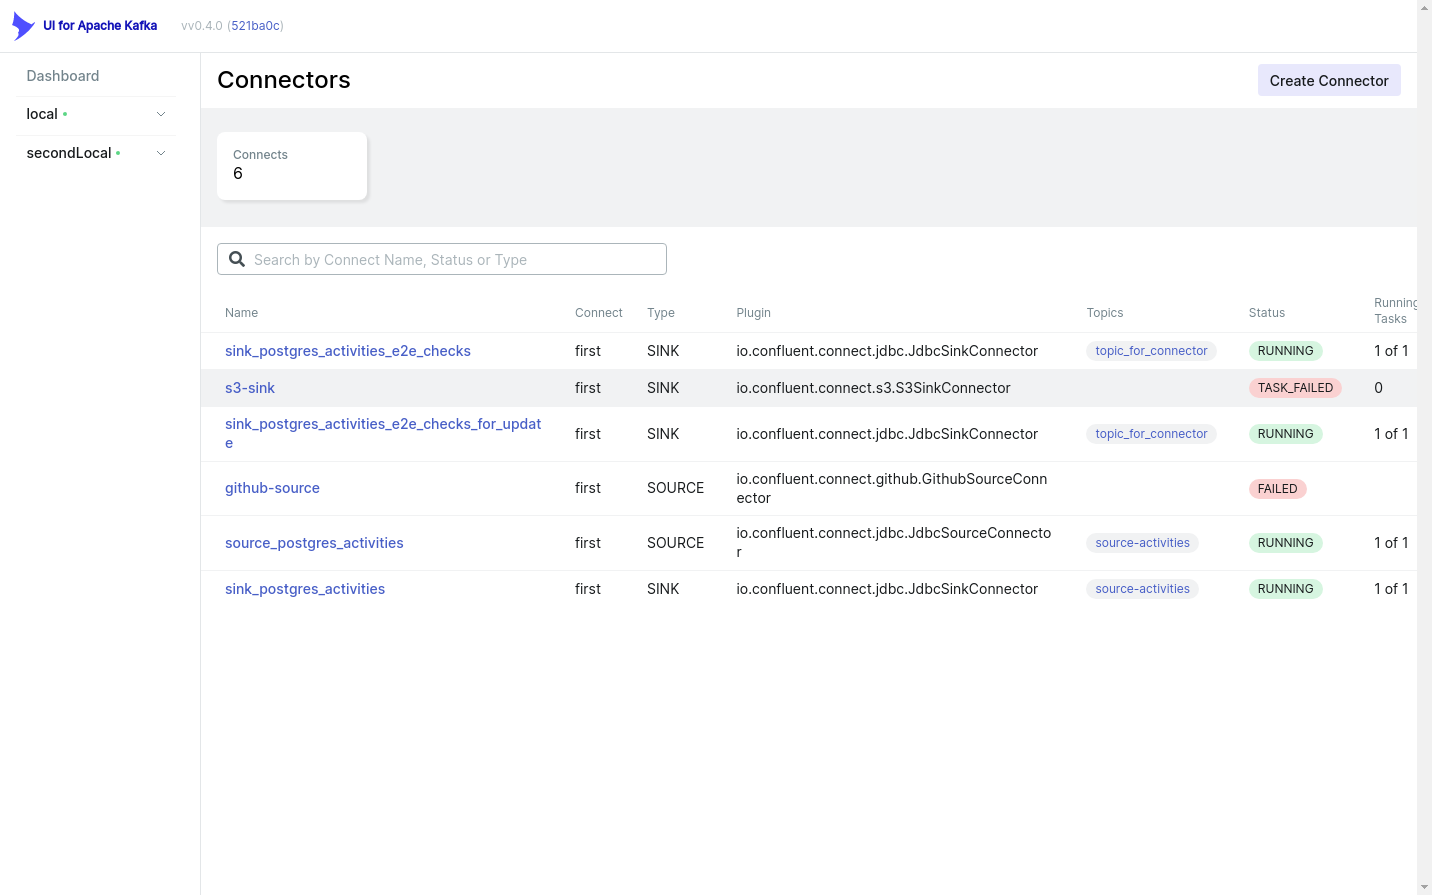 UI for Apache Kafka vv0.4.0 (521ba0c)
Dashboard
local
secondLocal
Connectors
Create Connector
Connects
6
Search by Connect Name, Status or Type
Name Connect Type Plugin Topics Status Running
Tasks
sink_postgres_activities_e2e_checks first SINK io.confluent.connect.jdbc.JdbcSinkConnector topic_for_connector RUNNING 1 of 1
s3-sink first SINK io.confluent.connect.s3.S3SinkConnector TASK_FAILED 0
sink_postgres_activities_e2e_checks_for_updat
e first SINK io.confluent.connect.jdbc.JdbcSinkConnector topic_for_connector RUNNING 1 of 1
github-source first SOURCE io.confluent.connect.github.GithubSourceConn
ector FAILED
source_postgres_activities first SOURCE io.confluent.connect.jdbc.JdbcSourceConnecto
r source-activities RUNNING 1 of 1
sink_postgres_activities first SINK io.confluent.connect.jdbc.JdbcSinkConnector source-activities RUNNING 1 of 1